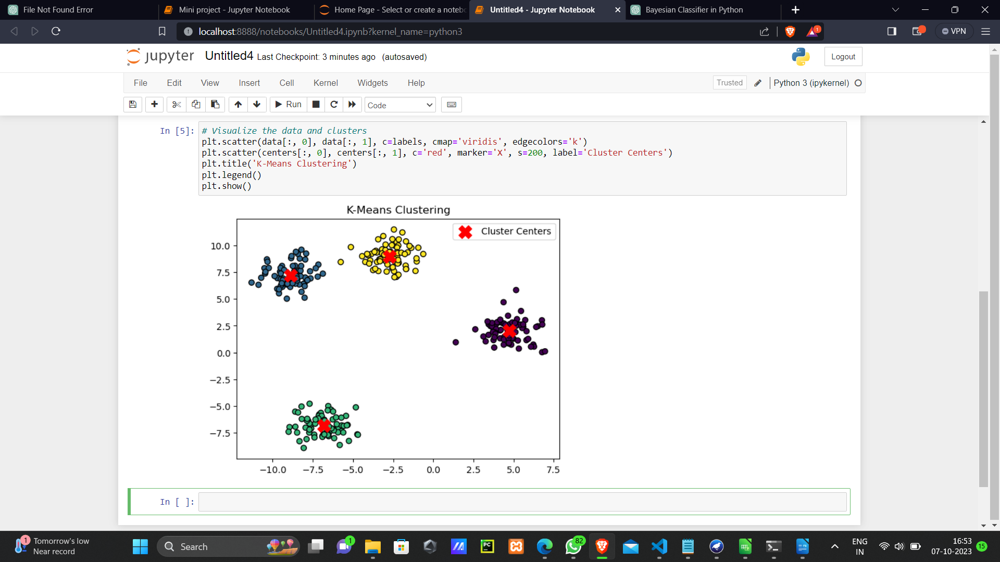 File Not Found Error
Mini project - Jupyter Notebook
Home Page - Select or create a noteb
Untitled4 - Jupyter Notebook
Bayesian Classifier in Python
localhost:8888/notebooks/Untitled4.ipynb?kernel_name=python3
1
VPN
jupyter Untitled4 Last Checkpoint: 3 minutes ago (autosaved)
Logout
File Edit View Insert Cell Kernel Widgets Help
Trusted
Python 3 (ipykernel)
Run
Code
In [5]:
# Visualize the data and clusters
plt.scatter(data[:, 0], data[:, 1], c=labels, cmap='viridis', edgecolors='k')
plt.scatter(centers[:, 0], centers[:, 1], c='red', marker='X', s=200, label='Cluster Centers')
plt.title('K-Means Clustering')
plt.legend()
plt.show()
K-Means Clustering
Cluster Centers
10.0
7.5
5.0
2.5
0.0
−2.5
−5.0
−7.5
−10.0 −7.5 −5.0 −2.5 0.0 2.5 5.0 7.5
In [ ]:
1
Tomorrow's low
Near record
Search
1
PC
82
ENG
IN
16:53
07-10-2023
15